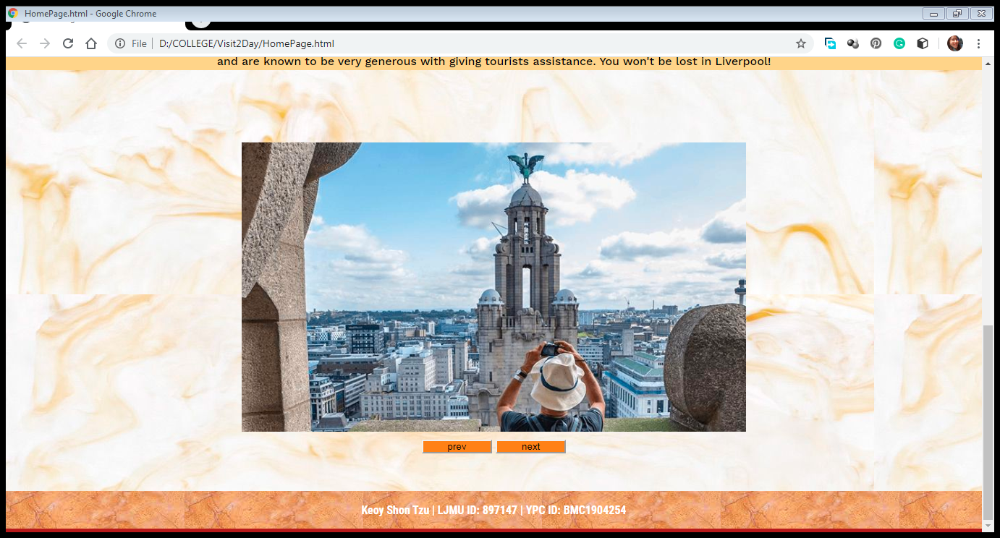 HomePage.html - Google Chrome
File | D:/COLLEGE/Visit2Day/HomePage.html
and are known to be very generous with giving tourists assistance. You won't be lost in Liverpool!
prev next
Keoy Shon Tzu | LJMU ID: 897147 | YPC ID: BMC1904254